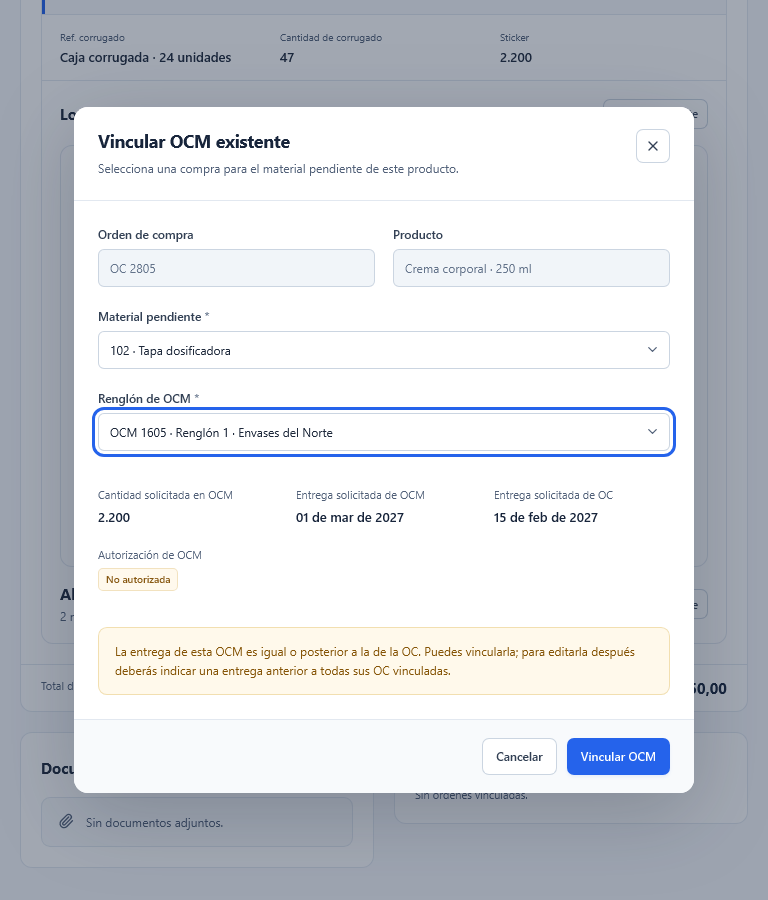 Ref. corrugado
Cantidad de corrugado
Sticker
Caja corrugada · 24 unidades
47
2.200
Vincular OCM existente
Selecciona una compra para el material pendiente de este producto.
Orden de compra
Producto
OC 2805
Crema corporal · 250 ml
Material pendiente *
102 · Tapa dosificadora
Renglón de OCM *
OCM 1605 · Renglón 1 · Envases del Norte
Cantidad solicitada en OCM
Entrega solicitada de OCM
Entrega solicitada de OC
2.200
01 de mar de 2027
15 de feb de 2027
Autorización de OCM
No autorizada
La entrega de esta OCM es igual o posterior a la de la OC. Puedes vincularla; para editarla después
deberás indicar una entrega anterior a todas sus OC vinculadas.
Total
Cancelar
Vincular OCM
Sin órdenes vinculadas.
Sin documentos adjuntos.